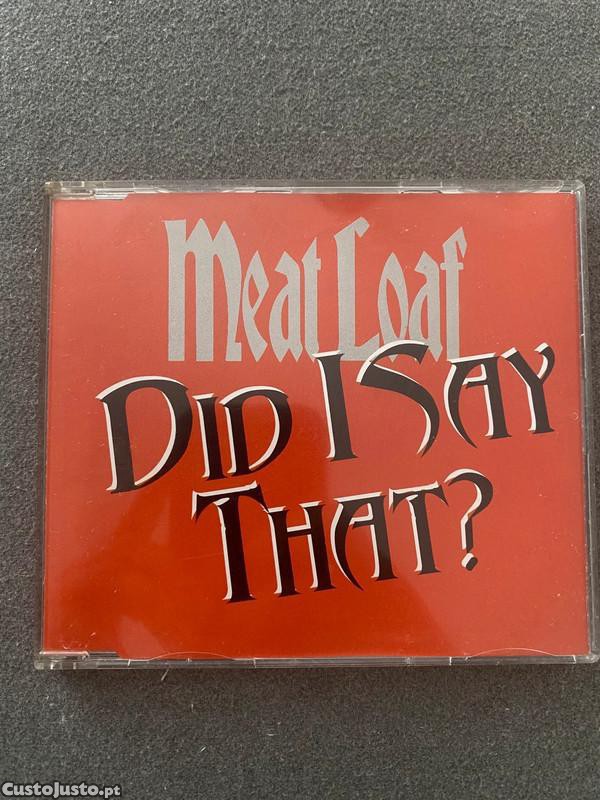 Meat Loaf
DID I SAY
THAT?
CustoJusto.pt